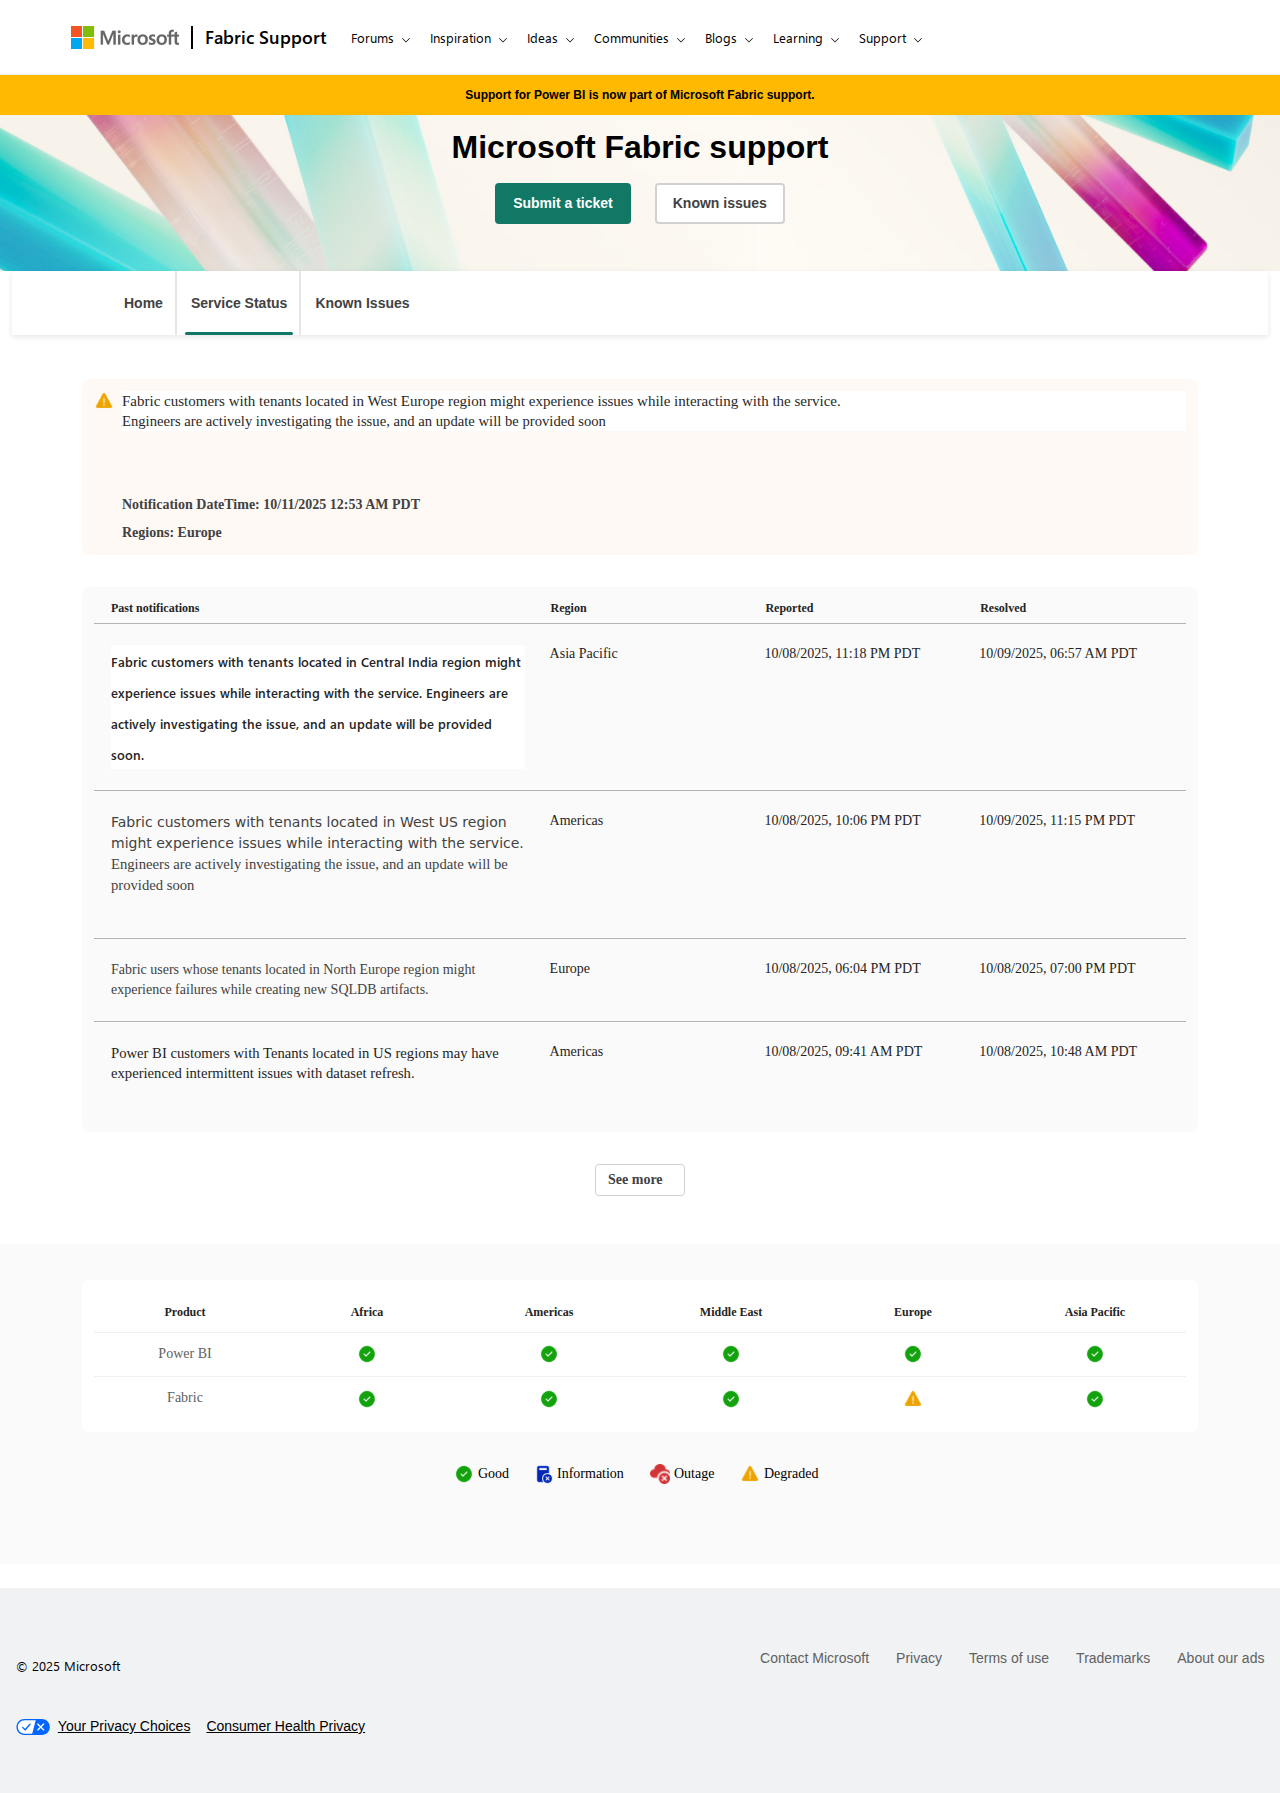 Microsoft | Fabric Support Forums Inspiration Ideas Communities Blogs Learning Support
Support for Power BI is now part of Microsoft Fabric support.
Microsoft Fabric support
Submit a ticket Known issues
Home Service Status Known Issues
Fabric customers with tenants located in West Europe region might experience issues while interacting with the service.
Engineers are actively investigating the issue, and an update will be provided soon
Notification DateTime: 10/11/2025 12:53 AM PDT
Regions: Europe
Past notifications Region Reported Resolved
Fabric customers with tenants located in Central India region might Asia Pacific 10/08/2025, 11:18 PM PDT 10/09/2025, 06:57 AM PDT
experience issues while interacting with the service. Engineers are
actively investigating the issue, and an update will be provided
soon.
Fabric customers with tenants located in West US region Americas 10/08/2025, 10:06 PM PDT 10/09/2025, 11:15 PM PDT
might experience issues while interacting with the service.
Engineers are actively investigating the issue, and an update will be
provided soon
Fabric users whose tenants located in North Europe region might Europe 10/08/2025, 06:04 PM PDT 10/08/2025, 07:00 PM PDT
experience failures while creating new SQLDB artifacts.
Power BI customers with Tenants located in US regions may have Americas 10/08/2025, 09:41 AM PDT 10/08/2025, 10:48 AM PDT
experienced intermittent issues with dataset refresh.
See more
Product Africa Americas Middle East Europe Asia Pacific
Power BI
Fabric
Good Information Outage Degraded
Contact Microsoft Privacy Terms of use Trademarks About our ads
© 2025 Microsoft
Your Privacy Choices Consumer Health Privacy